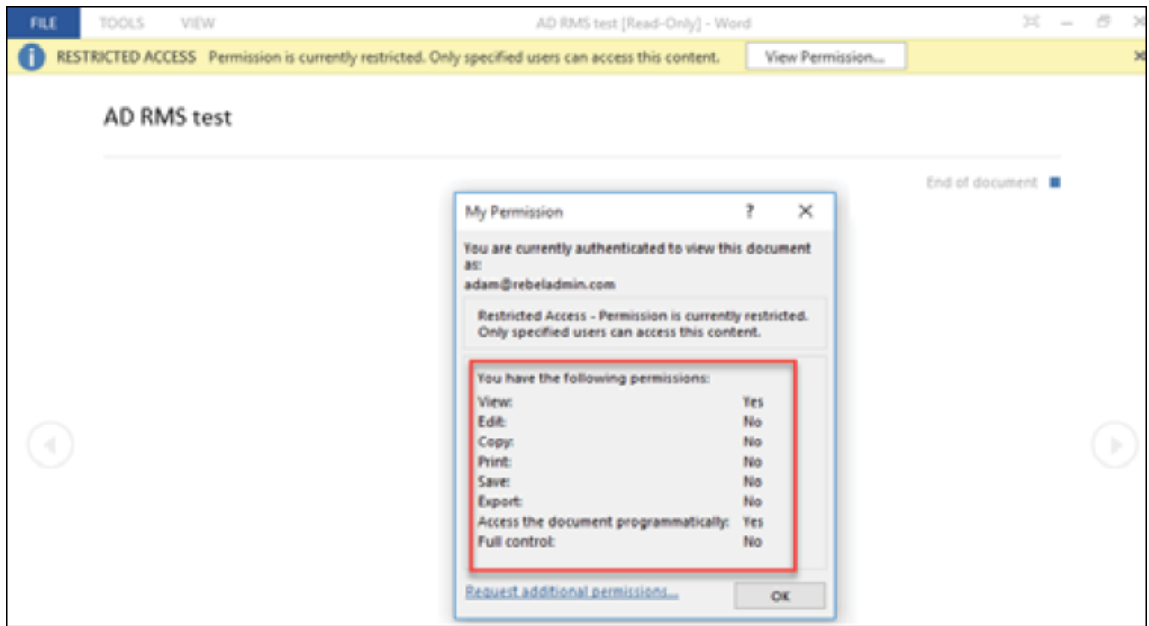 FILE TOOLS VIEW AD RMS test [Read-Only] - Word
RESTRICTED ACCESS Permission is currently restricted. Only specified users can access this content. View Permission...
AD RMS test
End of document
My Permission ?
You are currently authenticated to view this document
as:
adam@rebeladmin.com
Restricted Access - Permission is currently restricted.
Only specified users can access this content.
You have the following permissions:
View: Yes
Edit: No
Copy: No
Print: No
Save: No
Export: No
Access the document programmatically: Yes
Full control: No
Request additional permissions... OK